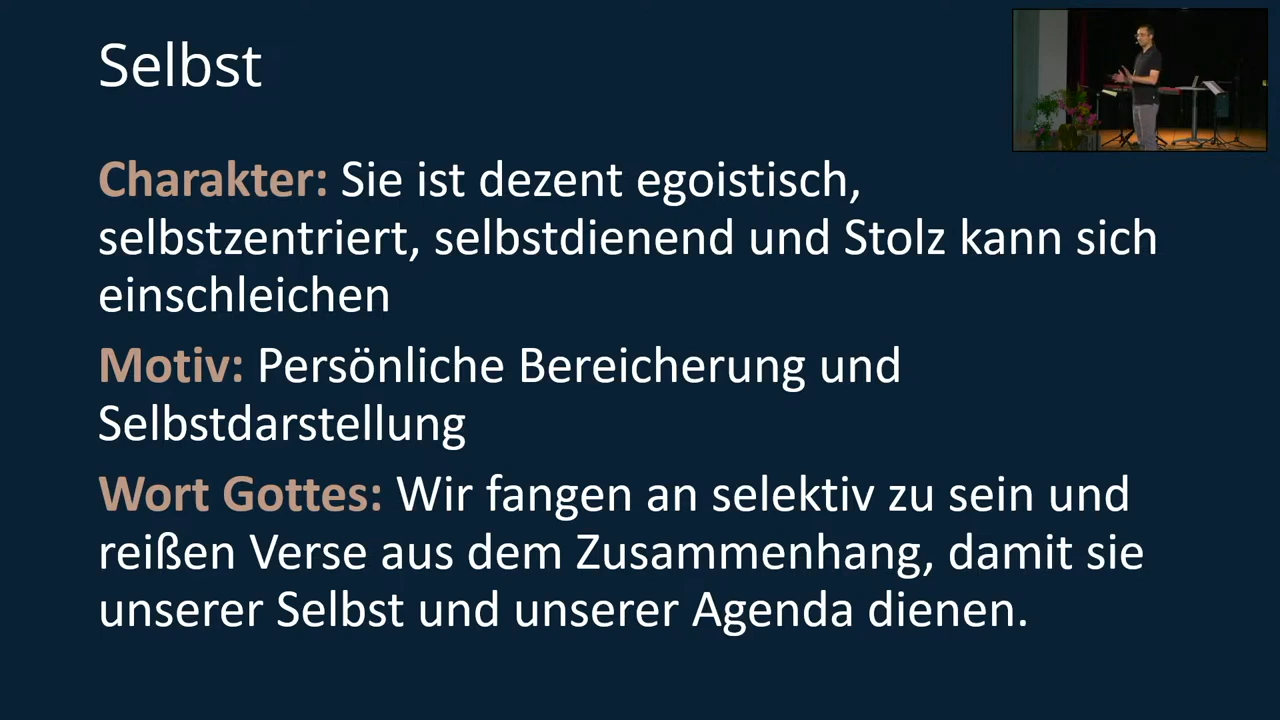 Selbst
Charakter: Sie ist dezent egoistisch,
selbstzentriert, selbstdienend und Stolz kann sich
einschleichen
Motiv: Persönliche Bereicherung und
Selbstdarstellung
Wort Gottes: Wir fangen an selektiv zu sein und
reißen Verse aus dem Zusammenhang, damit sie
unserer Selbst und unserer Agenda dienen.